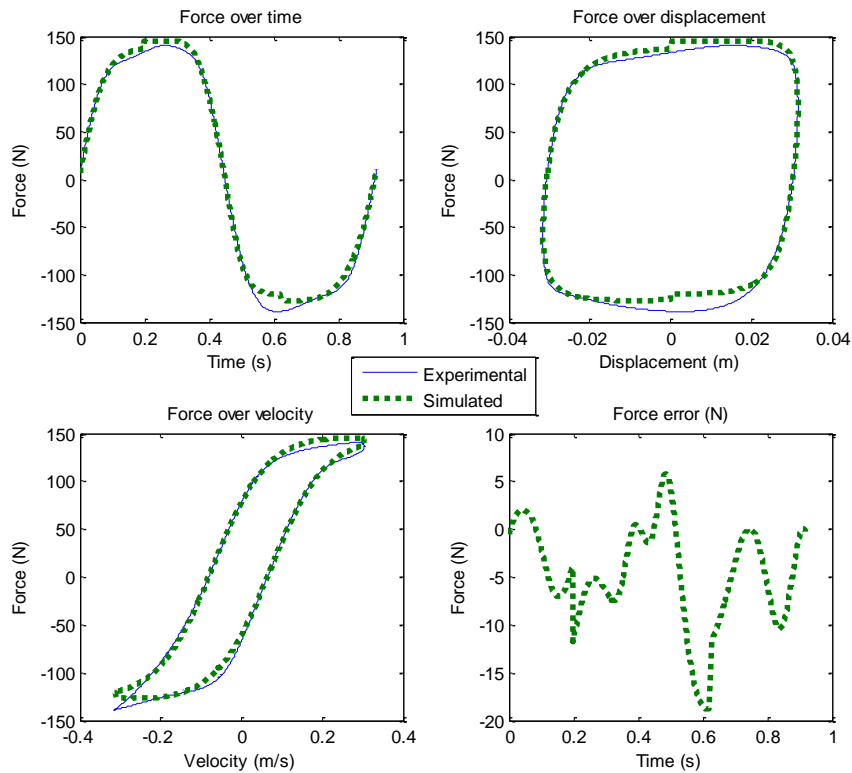 Force over time
150
100
50
0
-50
-100
-150
0 0.2 0.4 0.6 0.8 1
Force (N)
Time (s)
Force over displacement
150
100
50
0
-50
-100
-150
-0.04 -0.02 0 0.02 0.04
Force (N)
Displacement (m)
Experimental
Simulated
Force over velocity
150
100
50
0
-50
-100
-150
-0.4 -0.2 0 0.2 0.4
Force (N)
Velocity (m/s)
Force error (N)
10
5
0
-5
-10
-15
-20
0 0.2 0.4 0.6 0.8 1
Force (N)
Time (s)